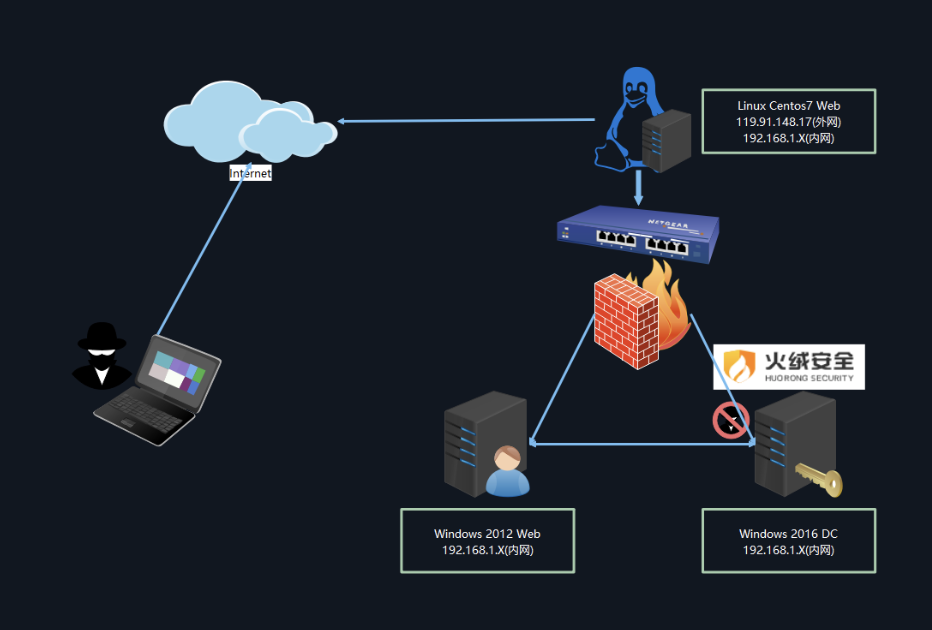 Linux Centos7 Web
119.91.148.17(外网)
192.168.1.X(内网)
Internet
NETGEAR
火绒安全
HUORONG SECURITY
Windows 2012 Web
192.168.1.X(内网)
Windows 2016 DC
192.168.1.X(内网)